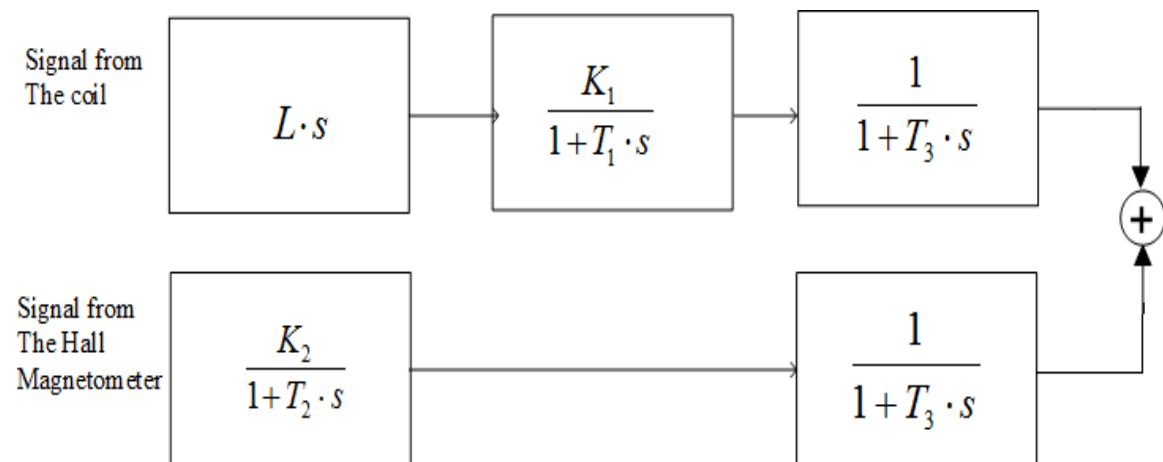 Signal from
The coil
L·s
K₁
1+T₁·s
1
1+T₃·s
+
Signal from
The Hall
Magnetometer
K₂
1+T₂·s
1
1+T₃·s